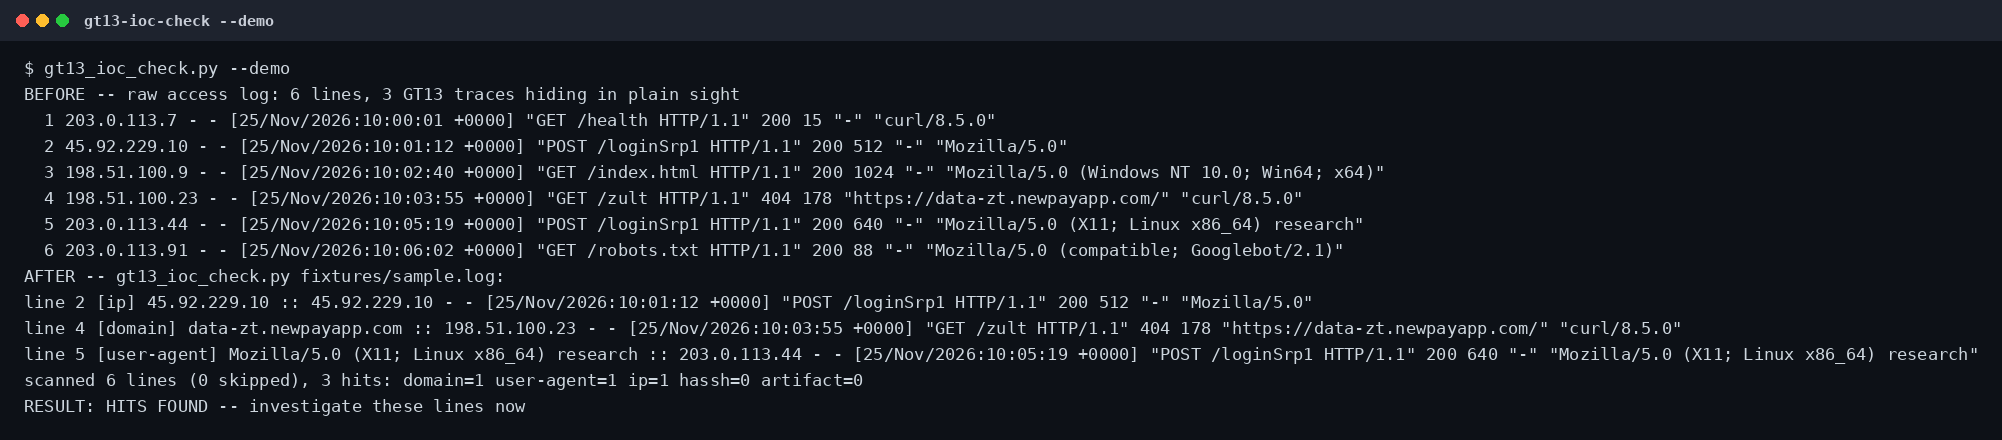 gt13-ioc-check --demo
$ gt13_ioc_check.py --demo
BEFORE -- raw access log: 6 lines, 3 GT13 traces hiding in plain sight
  1 203.0.113.7 - - [25/Nov/2026:10:00:01 +0000] "GET /health HTTP/1.1" 200 15 "-" "curl/8.5.0"
  2 45.92.229.10 - - [25/Nov/2026:10:01:12 +0000] "POST /loginSrp1 HTTP/1.1" 200 512 "-" "Mozilla/5.0"
  3 198.51.100.9 - - [25/Nov/2026:10:02:40 +0000] "GET /index.html HTTP/1.1" 200 1024 "-" "Mozilla/5.0 (Windows NT 10.0; Win64; x64)"
  4 198.51.100.23 - - [25/Nov/2026:10:03:55 +0000] "GET /zult HTTP/1.1" 404 178 "https://data-zt.newpayapp.com/" "curl/8.5.0"
  5 203.0.113.44 - - [25/Nov/2026:10:05:19 +0000] "POST /loginSrp1 HTTP/1.1" 200 640 "-" "Mozilla/5.0 (X11; Linux x86_64) research"
  6 203.0.113.91 - - [25/Nov/2026:10:06:02 +0000] "GET /robots.txt HTTP/1.1" 200 88 "-" "Mozilla/5.0 (compatible; Googlebot/2.1)"
AFTER -- gt13_ioc_check.py fixtures/sample.log:
line 2 [ip] 45.92.229.10 :: 45.92.229.10 - - [25/Nov/2026:10:01:12 +0000] "POST /loginSrp1 HTTP/1.1" 200 512 "-" "Mozilla/5.0"
line 4 [domain] data-zt.newpayapp.com :: 198.51.100.23 - - [25/Nov/2026:10:03:55 +0000] "GET /zult HTTP/1.1" 404 178 "https://data-zt.newpayapp.com/" "curl/8.5.0"
line 5 [user-agent] Mozilla/5.0 (X11; Linux x86_64) research :: 203.0.113.44 - - [25/Nov/2026:10:05:19 +0000] "POST /loginSrp1 HTTP/1.1" 200 640 "-" "Mozilla/5.0 (X11; Linux x86_64) research"
scanned 6 lines (0 skipped), 3 hits: domain=1 user-agent=1 ip=1 hassh=0 artifact=0
RESULT: HITS FOUND -- investigate these lines now